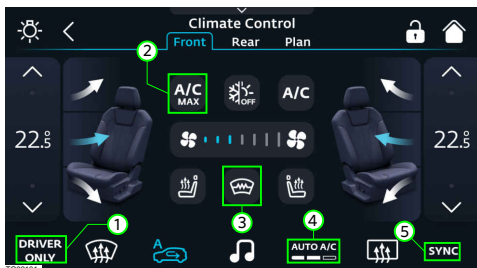 Climate Control
Front Rear Plan
2
A/C
MAX
OFF
A/C
22.5°
22.5°
1
3
4
5
DRIVER
ONLY
A
AUTO A/C
SYNC